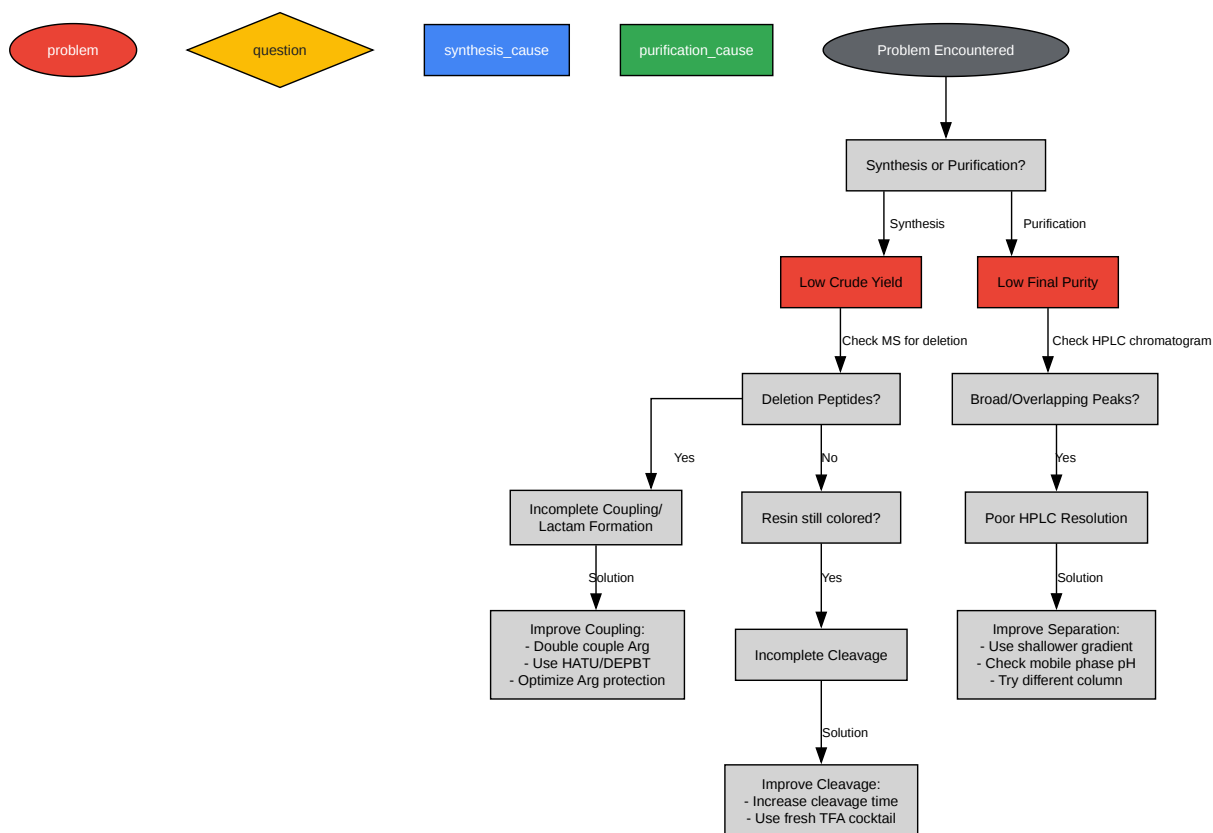 problem
question
synthesis_cause
purification_cause
Problem Encountered
Synthesis or Purification?
Synthesis
Purification
Low Crude Yield
Low Final Purity
Check MS for deletion
Check HPLC chromatogram
Deletion Peptides?
Broad/Overlapping Peaks?
Yes
No
Yes
Incomplete Coupling/
Lactam Formation
Resin still colored?
Poor HPLC Resolution
Solution
Yes
Solution
Improve Coupling:
- Double couple Arg
- Use HATU/DEPBT
- Optimize Arg protection
Incomplete Cleavage
Improve Separation:
- Use shallower gradient
- Check mobile phase pH
- Try different column
Solution
Improve Cleavage:
- Increase cleavage time
- Use fresh TFA cocktail